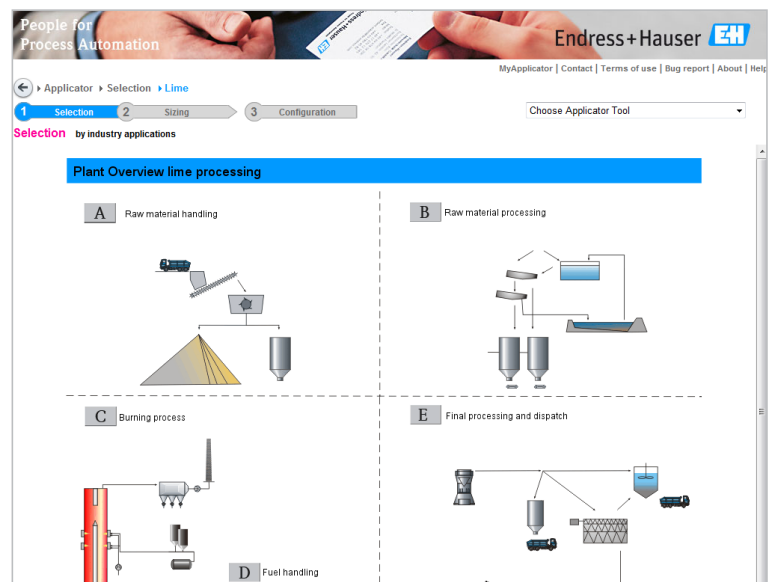 People for
Process Automation
Endress+Hauser EH
MyApplicator | Contact | Terms of use | Bug report | About | Help
Applicator Selection Lime
1 Selection 2 Sizing 3 Configuration
Choose Applicator Tool
Selection by industry applications
Plant Overview lime processing
A Raw material handling
B Raw material processing
C Burning process
E Final processing and dispatch
D Fuel handling